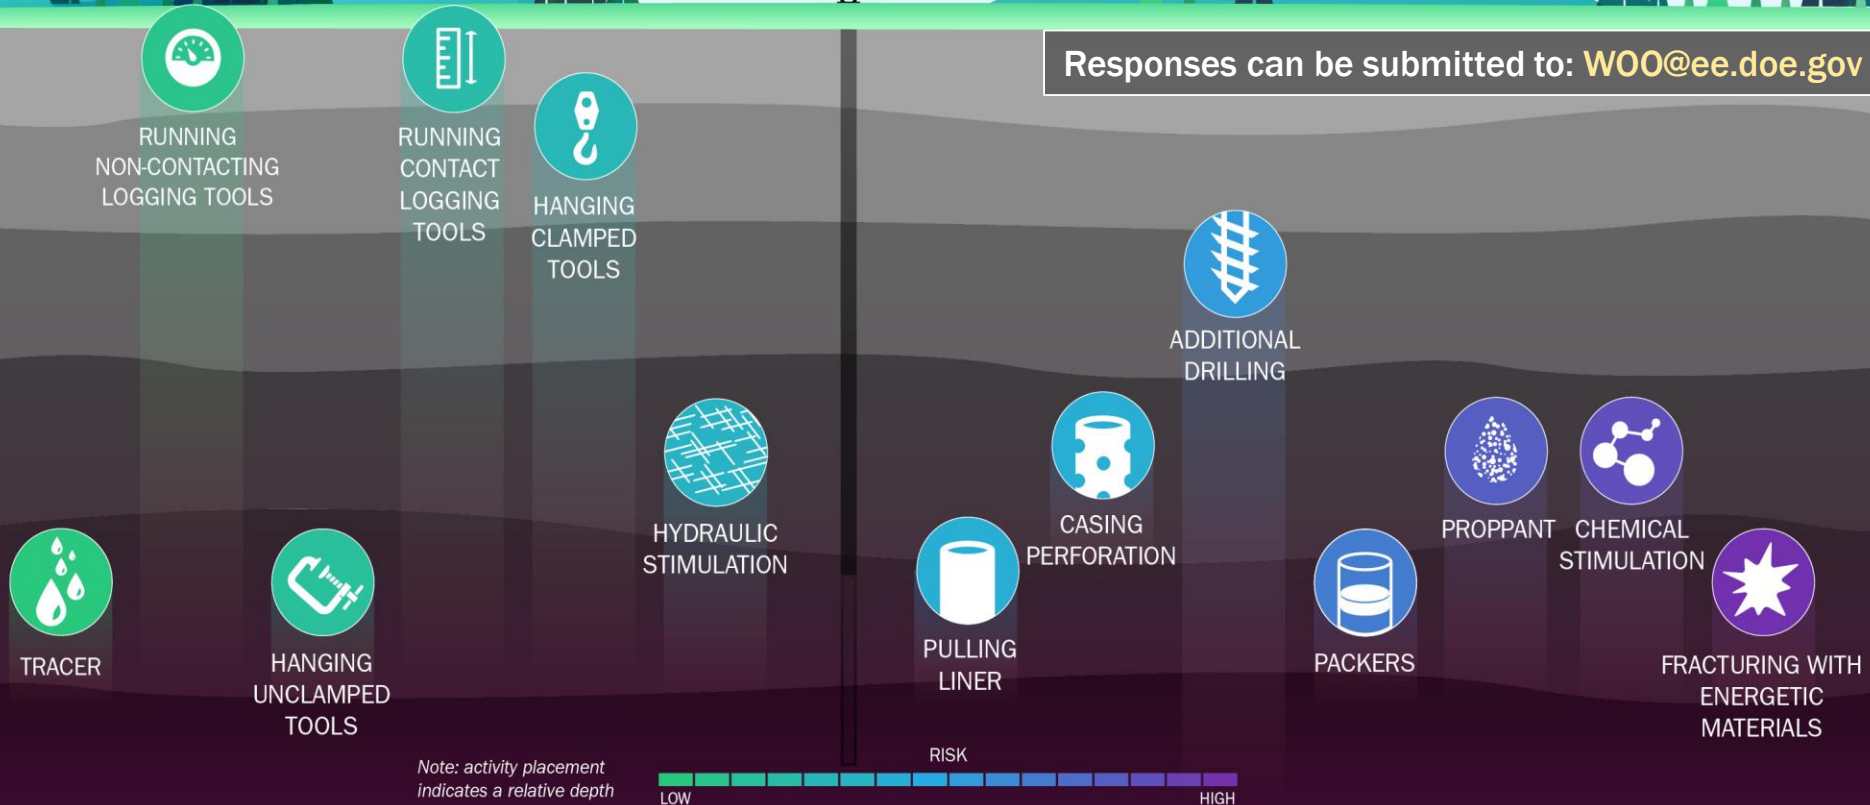 Responses can be submitted to: WOO@ee.doe.gov
RUNNING
NON-CONTACTING
LOGGING TOOLS
RUNNING
CONTACT
LOGGING
TOOLS
HANGING
CLAMPED
TOOLS
ADDITIONAL
DRILLING
HYDRAULIC
STIMULATION
CASING
PERFORATION
PROPPANT
CHEMICAL
STIMULATION
TRACER
HANGING
UNCLAMPED
TOOLS
PULLING
LINER
PACKERS
FRACTURING WITH
ENERGETIC
MATERIALS
Note: activity placement
indicates a relative depth
RISK
LOW
HIGH